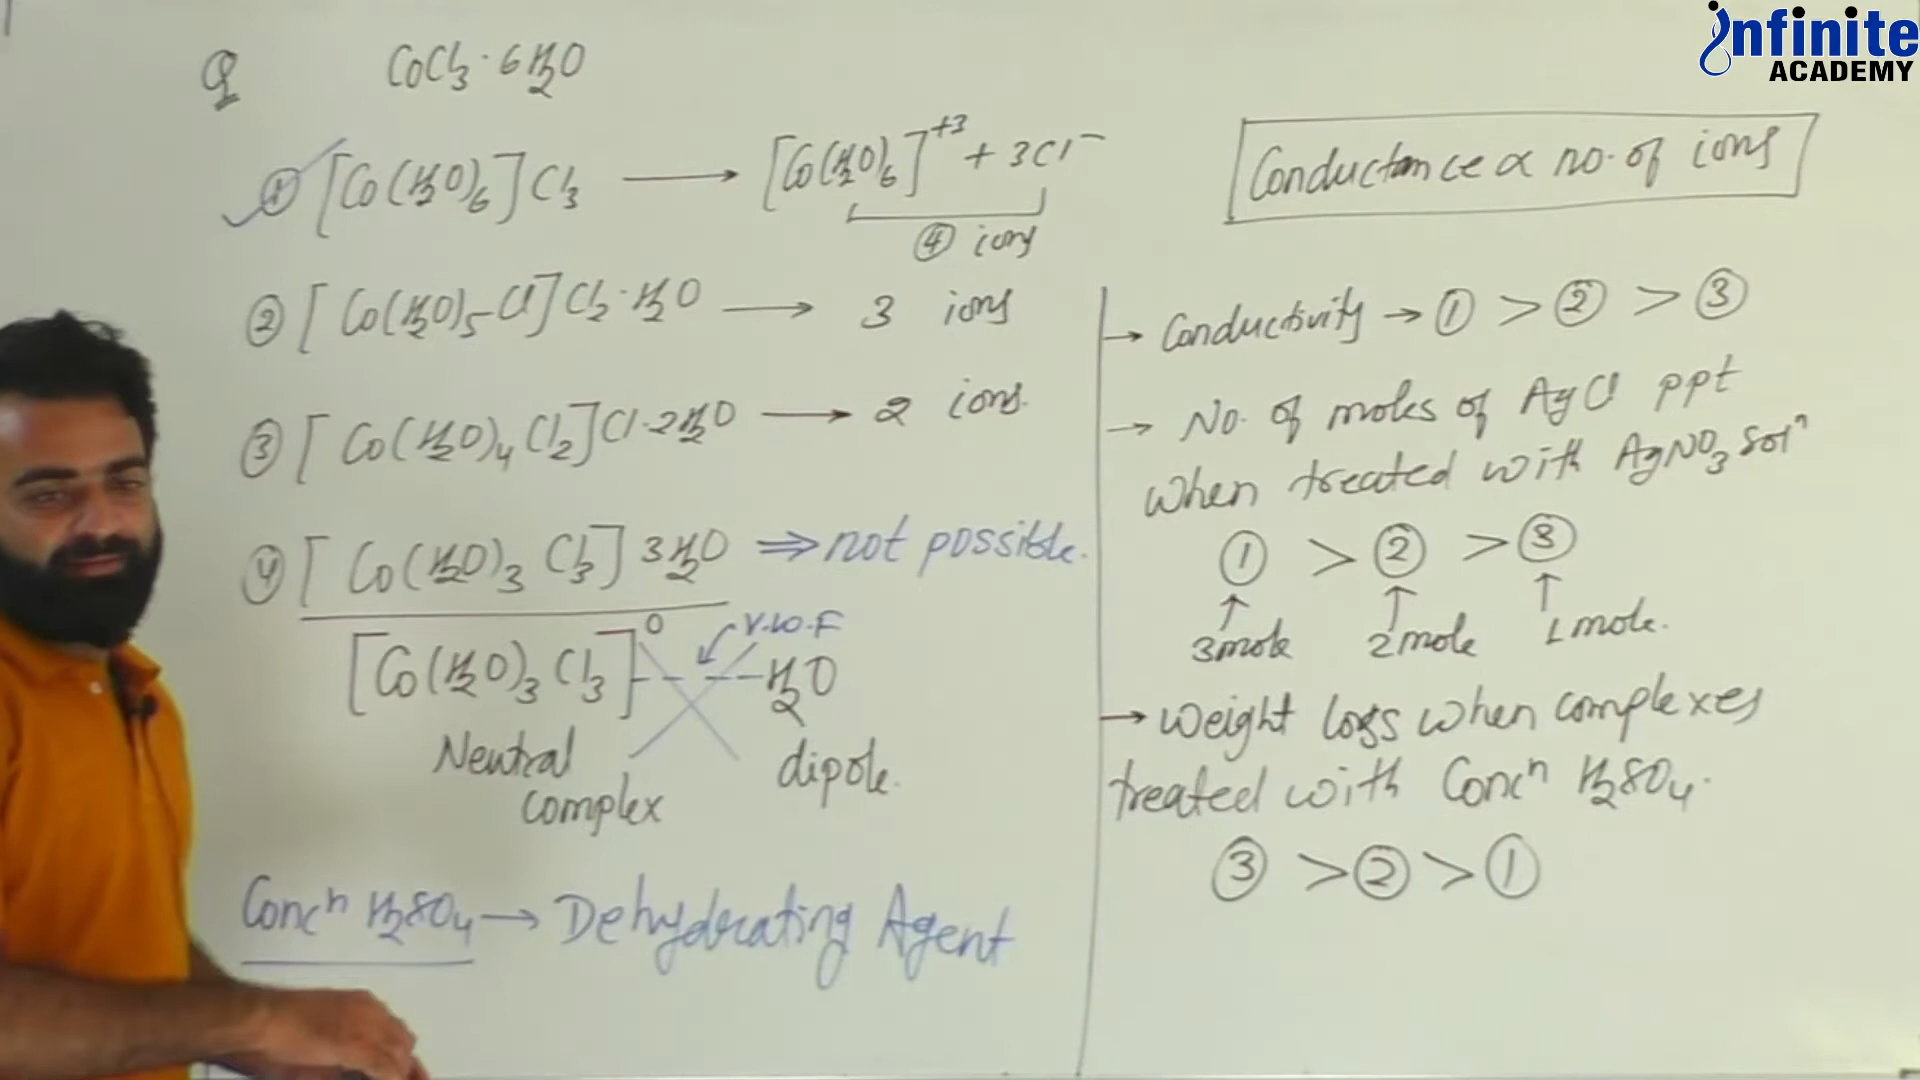 infinite
ACADEMY
Q CoCl₃·6H₂O
① [Co(H₂O)₆]Cl₃ → [Co(H₂O)₆]⁺³ + 3Cl⁻
④ ions
② [Co(H₂O)₅Cl]Cl₂·H₂O → 3 ions
③ [Co(H₂O)₄Cl₂]Cl·2H₂O → 2 ions.
④ [Co(H₂O)₃Cl₃]3H₂O ⇒ not possible.
[Co(H₂O)₃Cl₃]⁰ --- H₂O
V.W.F
Neutral
complex
dipole.
Concⁿ H₂SO₄ → Dehydrating Agent
Conductance ∝ no. of ions
→ Conductivity → ① > ② > ③
→ No. of moles of AgCl ppt
when treated with AgNO₃ solⁿ
① > ② > ③
↑ ↑ ↑
3mole 2mole 1mole.
→ Weight loss when complexes
treated with Concⁿ H₂SO₄.
③ > ② > ①